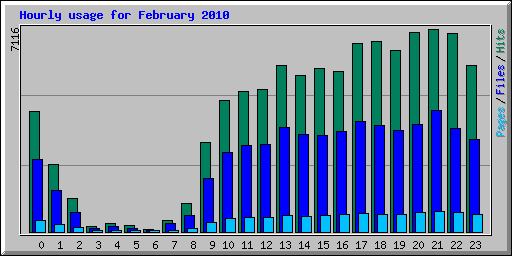 Hourly usage for February 2010
7116
Pages / Files / Hits
0 1 2 3 4 5 6 7 8 9 10 11 12 13 14 15 16 17 18 19 20 21 22 23